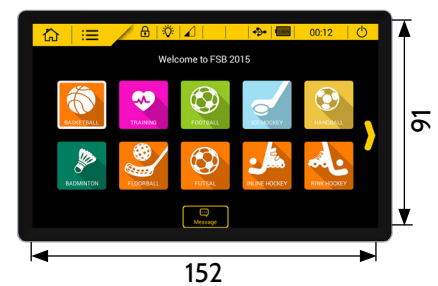 00:12
Welcome to FSB 2015
BASKETBALL
TRAINING
FOOTBALL
ICE HOCKEY
HANDBALL
BADMINTON
FLOORBALL
FUTSAL
INLINE HOCKEY
RINK HOCKEY
Message
91
152